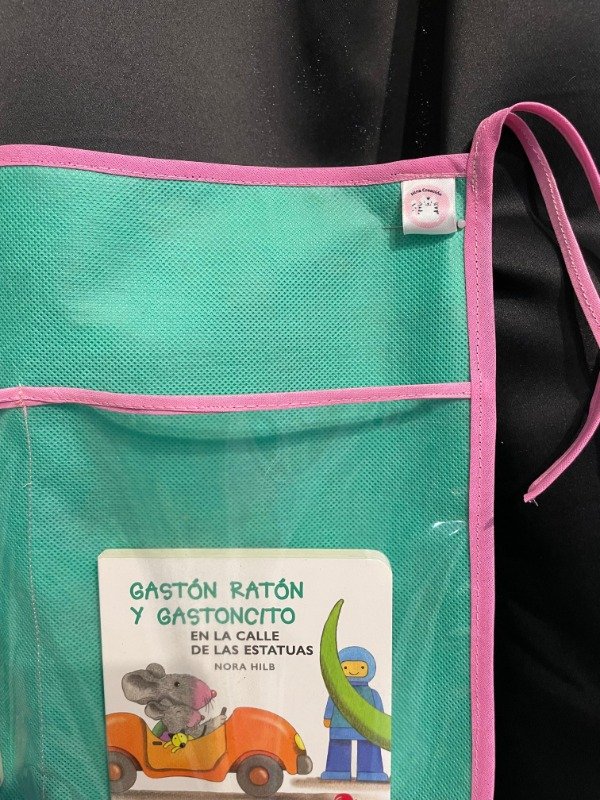 GASTÓN RATÓN
Y GASTONCITO
EN LA CALLE
DE LAS ESTATUAS
NORA HILB